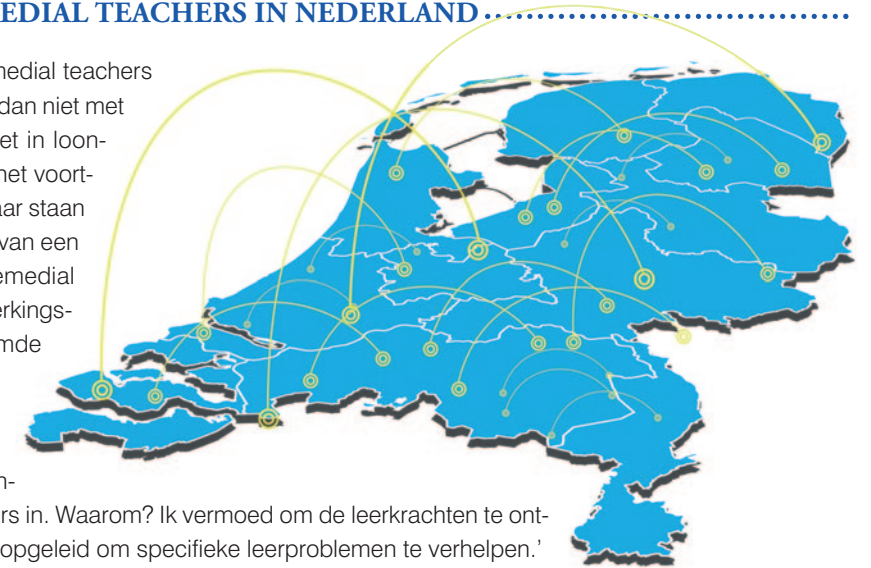 EDIAL TEACHERS IN NEDERLAND
medial teachers
dan niet met
et in loon-
het voort-
ar staan
van een
emedial
erkings-
mde
n-
rs in. Waarom? Ik vermoed om de leerkrachten te ont-
opgeleid om specifieke leerproblemen te verhelpen.’